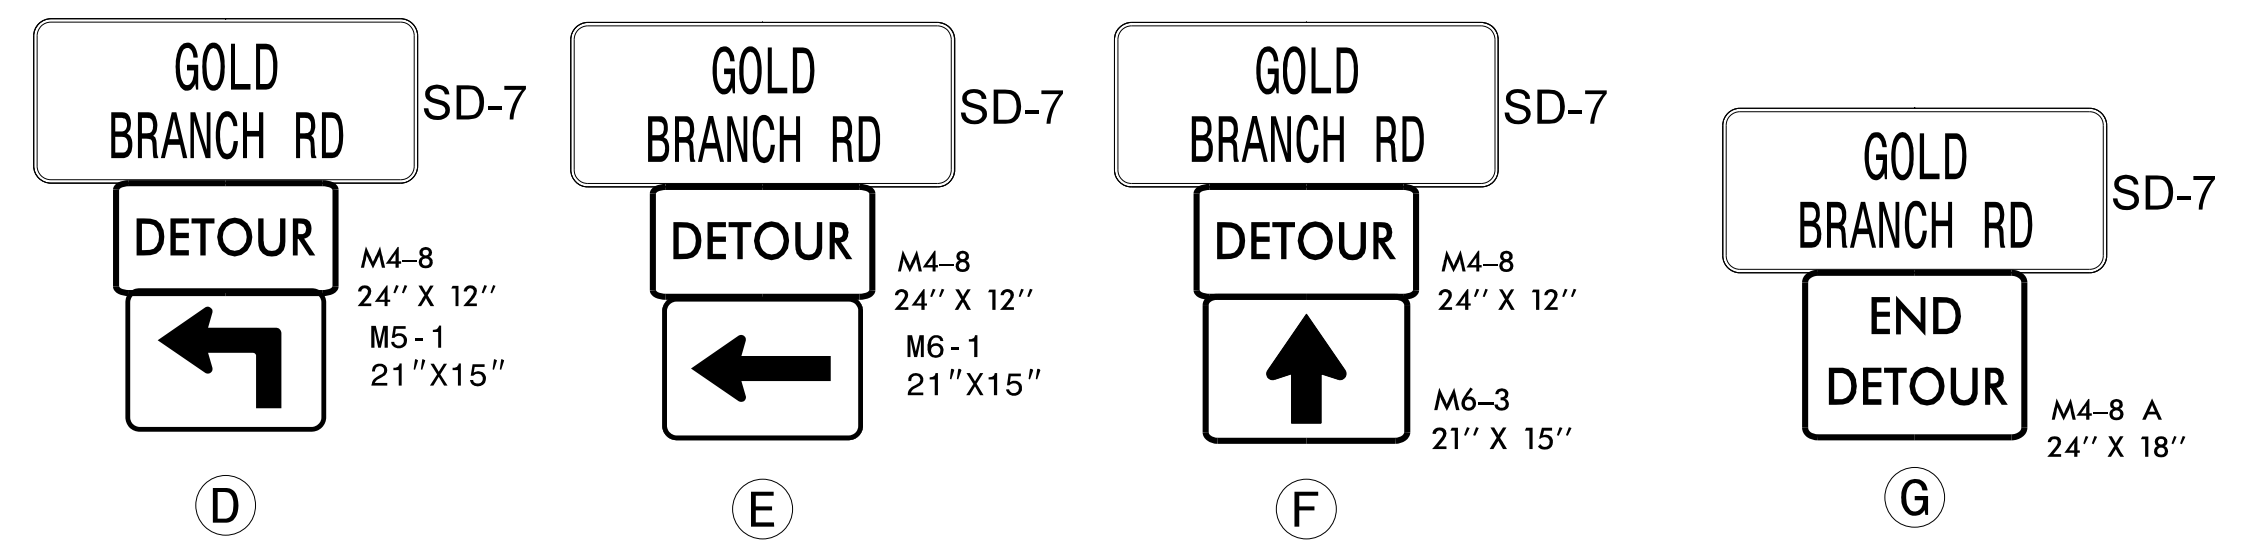 GOLD
BRANCH RD
SD-7
DETOUR
M4-8
24" X 12"
M5-1
21"X15"
D
GOLD
BRANCH RD
SD-7
DETOUR
M4-8
24" X 12"
M6-1
21"X15"
E
GOLD
BRANCH RD
SD-7
DETOUR
M4-8
24" X 12"
M6-3
21" X 15"
F
GOLD
BRANCH RD
SD-7
END
DETOUR
M4-8 A
24" X 18"
G